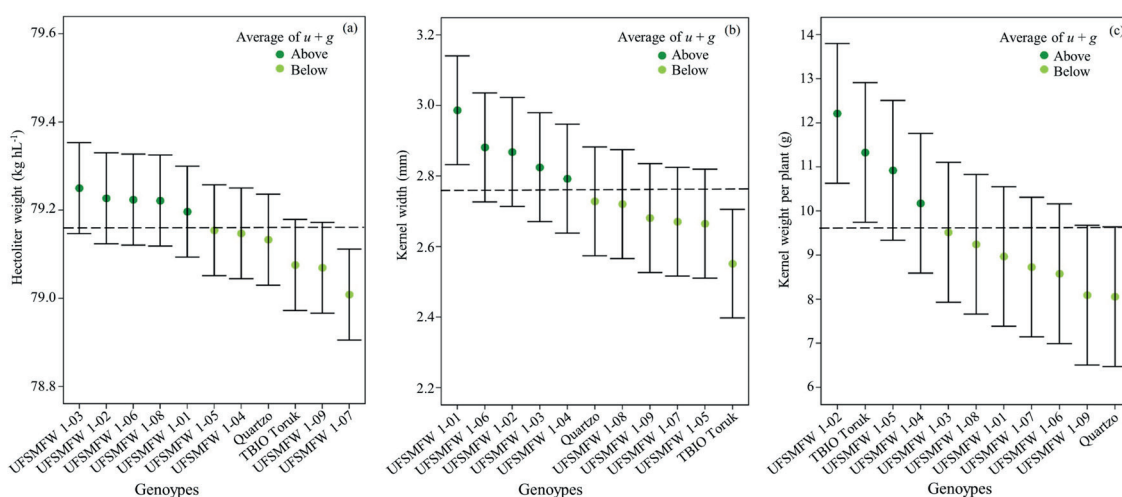 (a)
Average of u + g
Above
Below
79.6
79.4
79.2
79.0
78.8
Hectoliter weight (kg hL-1)
UFSMFW 1-03
UFSMFW 1-02
UFSMFW 1-06
UFSMFW 1-08
UFSMFW 1-01
UFSMFW 1-05
UFSMFW 1-04
Quartzo
TBIO Toruk
UFSMFW 1-09
UFSMFW 1-07
Genoypes
(b)
Average of u + g
Above
Below
3.2
3.0
2.8
2.6
2.4
2.2
Kernel width (mm)
UFSMFW 1-01
UFSMFW 1-06
UFSMFW 1-02
UFSMFW 1-03
UFSMFW 1-04
Quartzo
UFSMFW 1-08
UFSMFW 1-09
UFSMFW 1-07
UFSMFW 1-05
TBIO Toruk
Genoypes
(c)
Average of u + g
Above
Below
14
13
12
11
10
9
8
7
6
Kernel weight per plant (g)
UFSMFW 1-02
TBIO Toruk
UFSMFW 1-05
UFSMFW 1-04
UFSMFW 1-03
UFSMFW 1-08
UFSMFW 1-01
UFSMFW 1-07
UFSMFW 1-06
UFSMFW 1-09
Quartzo
Genoypes